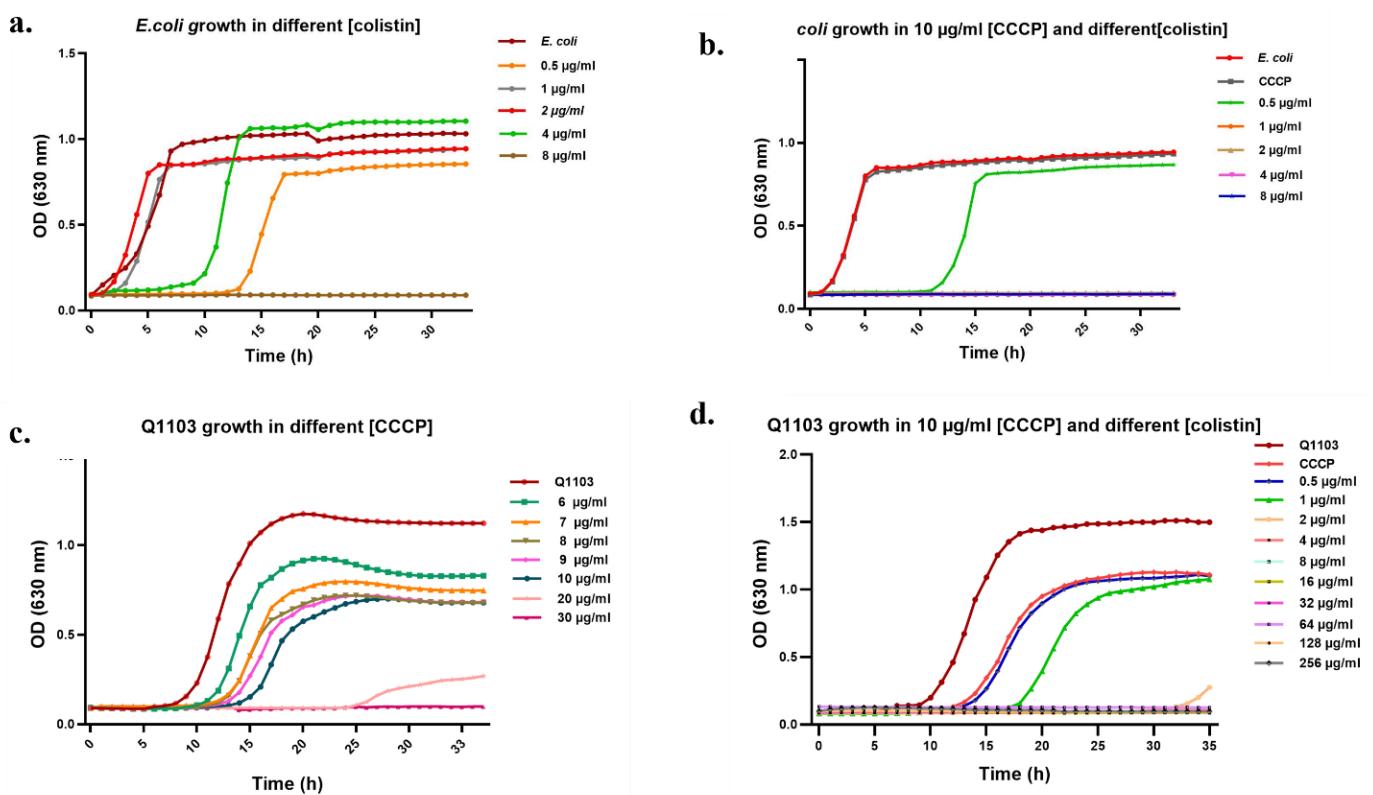 a.
E.coli growth in different [colistin]
OD (630 nm)
1.5
1.0
0.5
0.0
0
5
10
15
20
25
30
Time (h)
E. coli
0.5 µg/ml
1 µg/ml
2 µg/ml
4 µg/ml
8 µg/ml
b.
coli growth in 10 µg/ml [CCCP] and different[colistin]
OD (630 nm)
1.0
0.5
0.0
0
5
10
15
20
25
30
Time (h)
E. coli
CCCP
0.5 µg/ml
1 µg/ml
2 µg/ml
4 µg/ml
8 µg/ml
c.
Q1103 growth in different [CCCP]
OD (630 nm)
1.0
0.5
0.0
0
5
10
15
20
25
30
33
Time (h)
Q1103
6 µg/ml
7 µg/ml
8 µg/ml
9 µg/ml
10 µg/ml
20 µg/ml
30 µg/ml
d.
Q1103 growth in 10 µg/ml [CCCP] and different [colistin]
OD (630 nm)
2.0
1.5
1.0
0.5
0.0
0
5
10
15
20
25
30
35
Time (h)
Q1103
CCCP
0.5 µg/ml
1 µg/ml
2 µg/ml
4 µg/ml
8 µg/ml
16 µg/ml
32 µg/ml
64 µg/ml
128 µg/ml
256 µg/ml